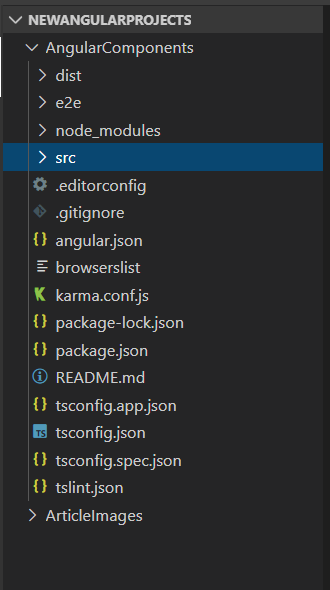 NEWANGULARPROJECTS
AngularComponents
dist
e2e
node_modules
src
.editorconfig
.gitignore
{} angular.json
browserslist
karma.conf.js
{} package-lock.json
{} package.json
README.md
{} tsconfig.app.json
TS tsconfig.json
{} tsconfig.spec.json
{} tslint.json
ArticleImages